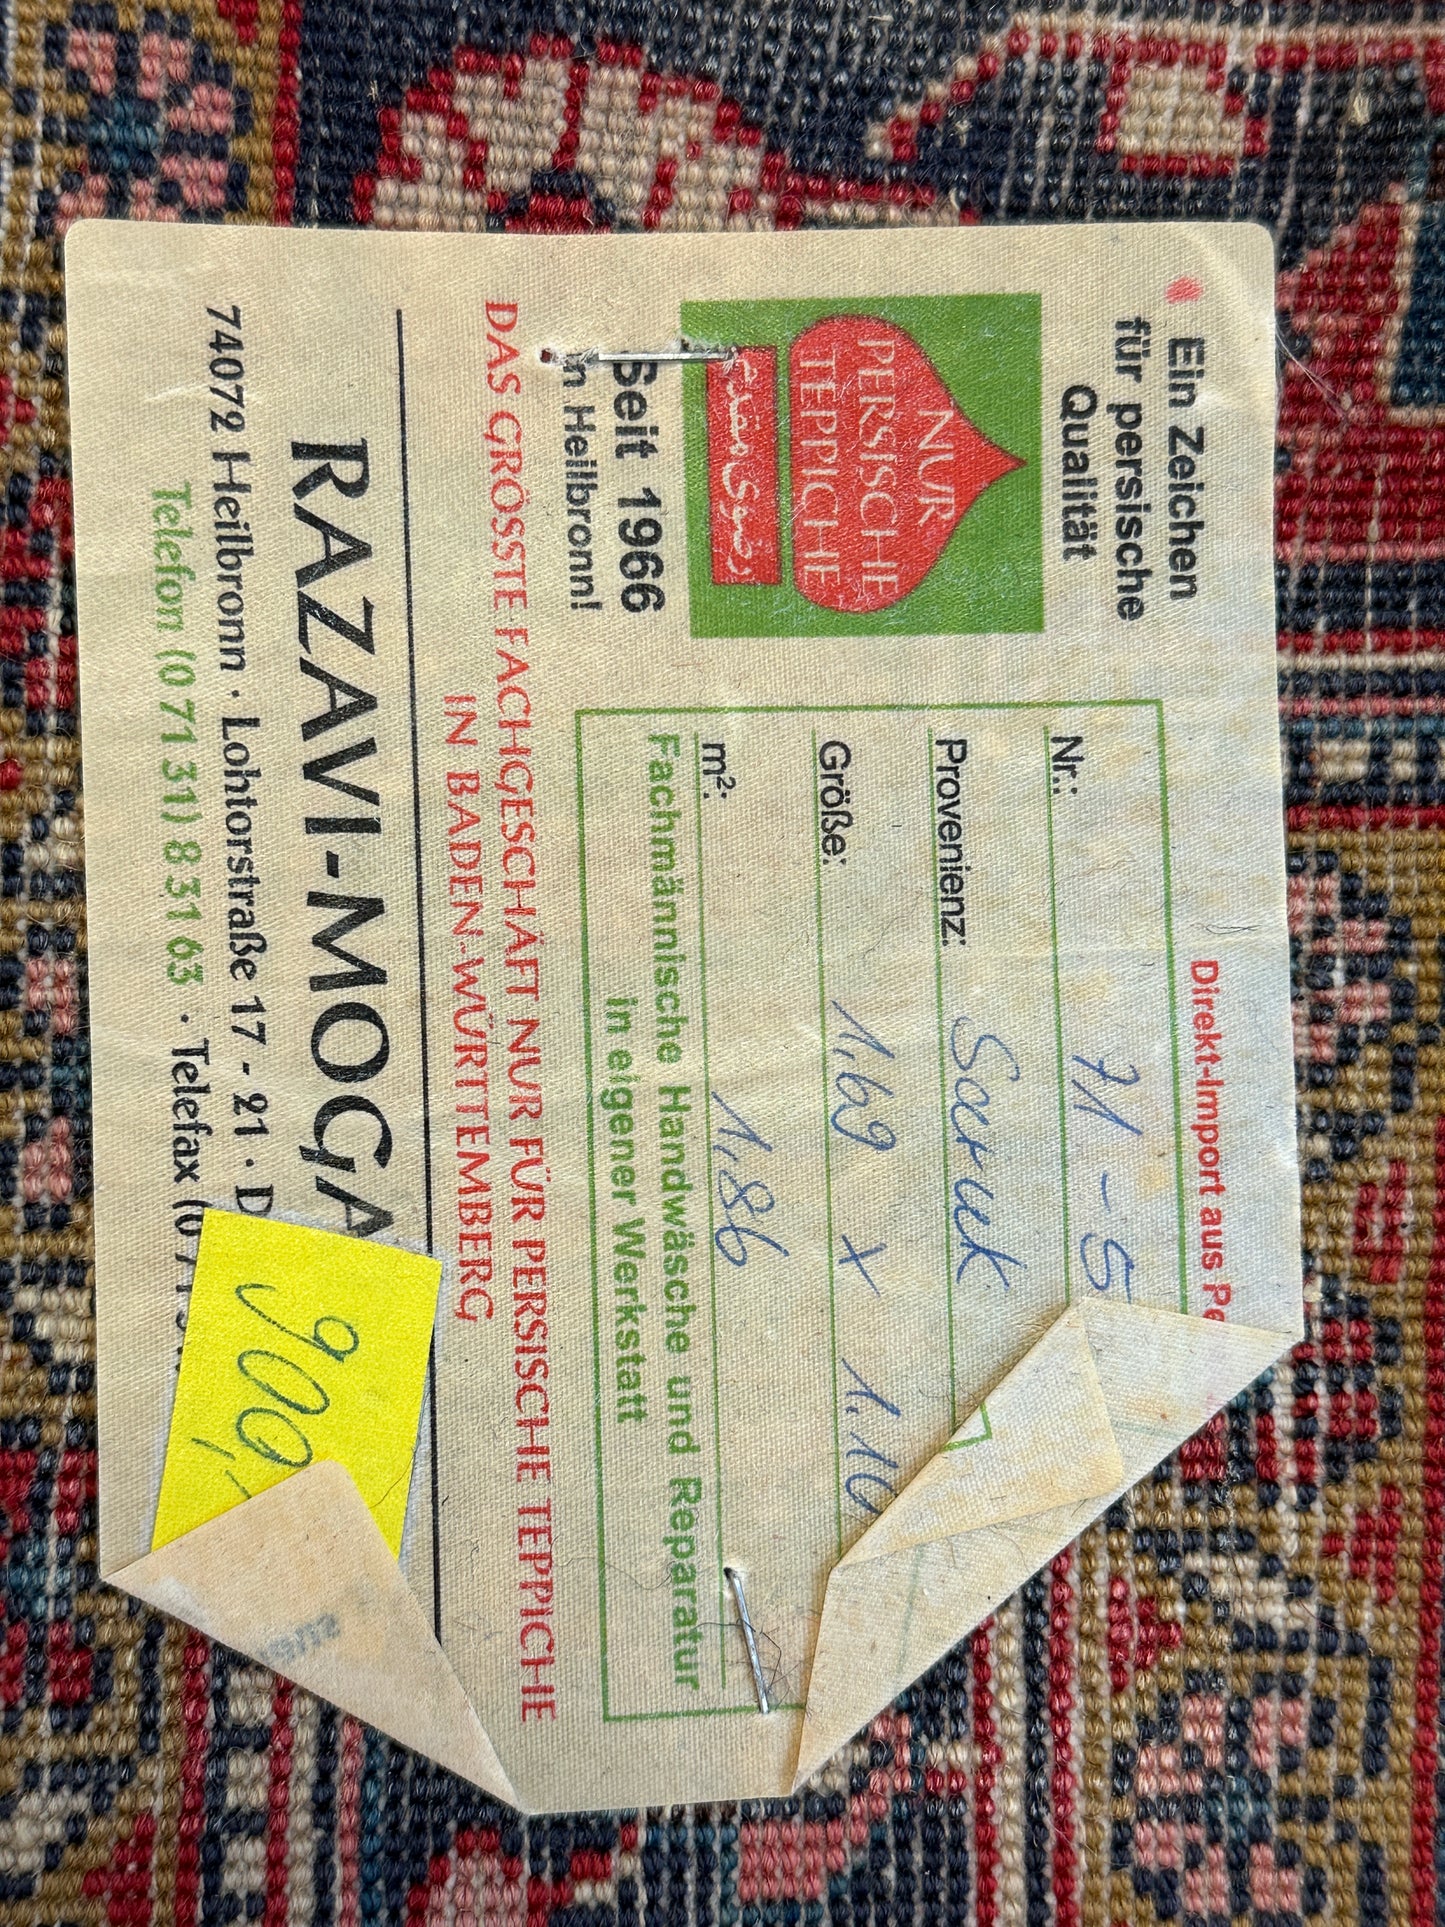 Ein Zeichen
für persische
Qualität
NUR
PERSISCHE
TEPPICHE
رضوی مقدم
Seit 1966
in Heilbronn!
Direkt-Import aus Pe
Nr.: 71-5
Provenienz: Saruk
Größe: 1.69 x 1.10
m²: 1,86
Fachmännische Handwäsche und Reparatur
in eigener Werkstatt
DAS GRÖSSTE FACHGESCHÄFT NUR FÜR PERSISCHE TEPPICHE
IN BADEN-WÜRTTEMBERG
RAZAVI-MOGA
74072 Heilbronn · Lohtorstraße 17 - 21 · D
Telefon (0 71 31) 8 31 63 · Telefax (0 71
900,-